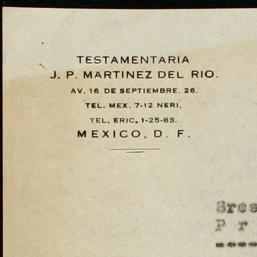 TESTAMENTARIA
J. P. MARTINEZ DEL RIO.
AV. 16 DE SEPTIEMBRE. 26.
TEL. MEX. 7-12 NERI.
TEL. ERIC. 1-25-83.
MEXICO, D. F.
Sres
P r